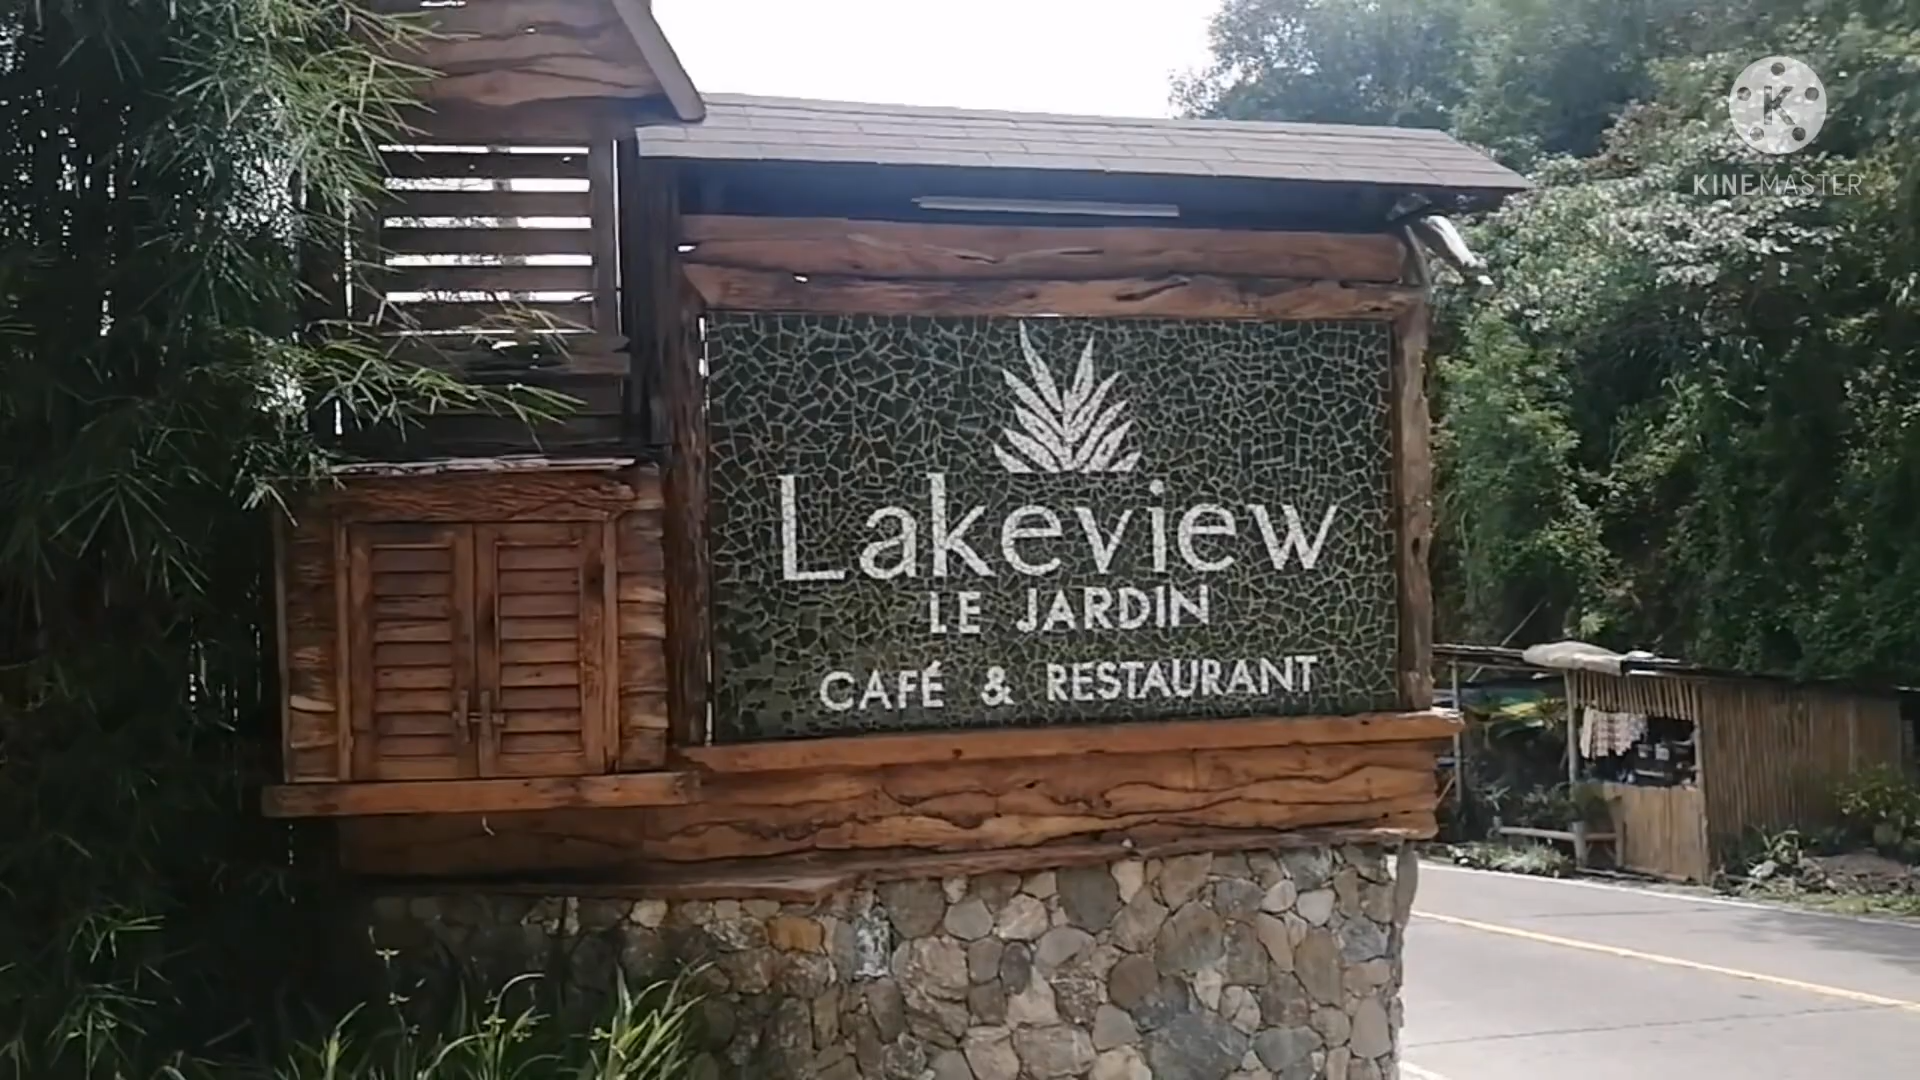 K
KINEMASTER
Lakeview
LE JARDIN
CAFÉ & RESTAURANT